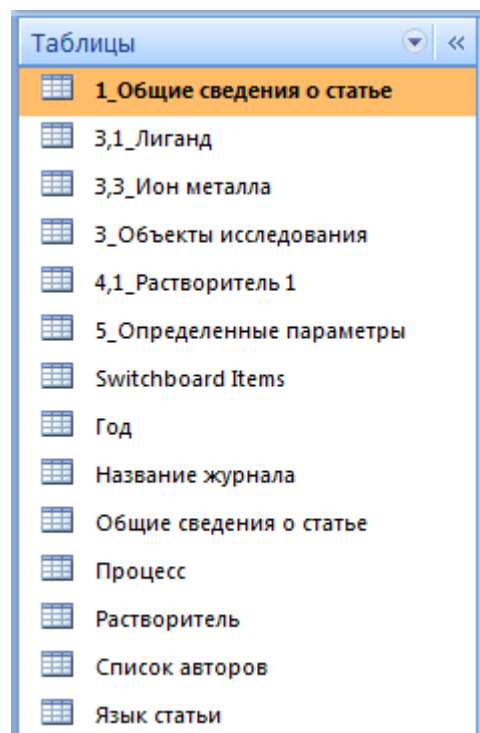 Таблицы
1_Общие сведения о статье
3,1_Лиганд
3,3_Ион металла
3_Объекты исследования
4,1_Растворитель 1
5_Определенные параметры
Switchboard Items
Год
Название журнала
Общие сведения о статье
Процесс
Растворитель
Список авторов
Язык статьи